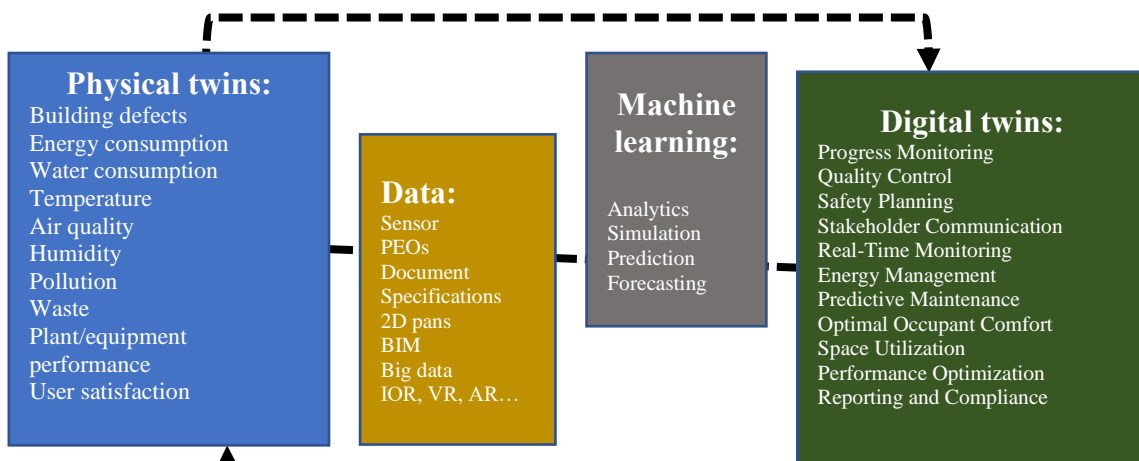 Physical twins:
Building defects
Energy consumption
Water consumption
Temperature
Air quality
Humidity
Pollution
Waste
Plant/equipment
performance
User satisfaction
Data:
Sensor
PEOs
Document
Specifications
2D pans
BIM
Big data
IOR, VR, AR…
Machine
learning:
Analytics
Simulation
Prediction
Forecasting
Digital twins:
Progress Monitoring
Quality Control
Safety Planning
Stakeholder Communication
Real-Time Monitoring
Energy Management
Predictive Maintenance
Optimal Occupant Comfort
Space Utilization
Performance Optimization
Reporting and Compliance